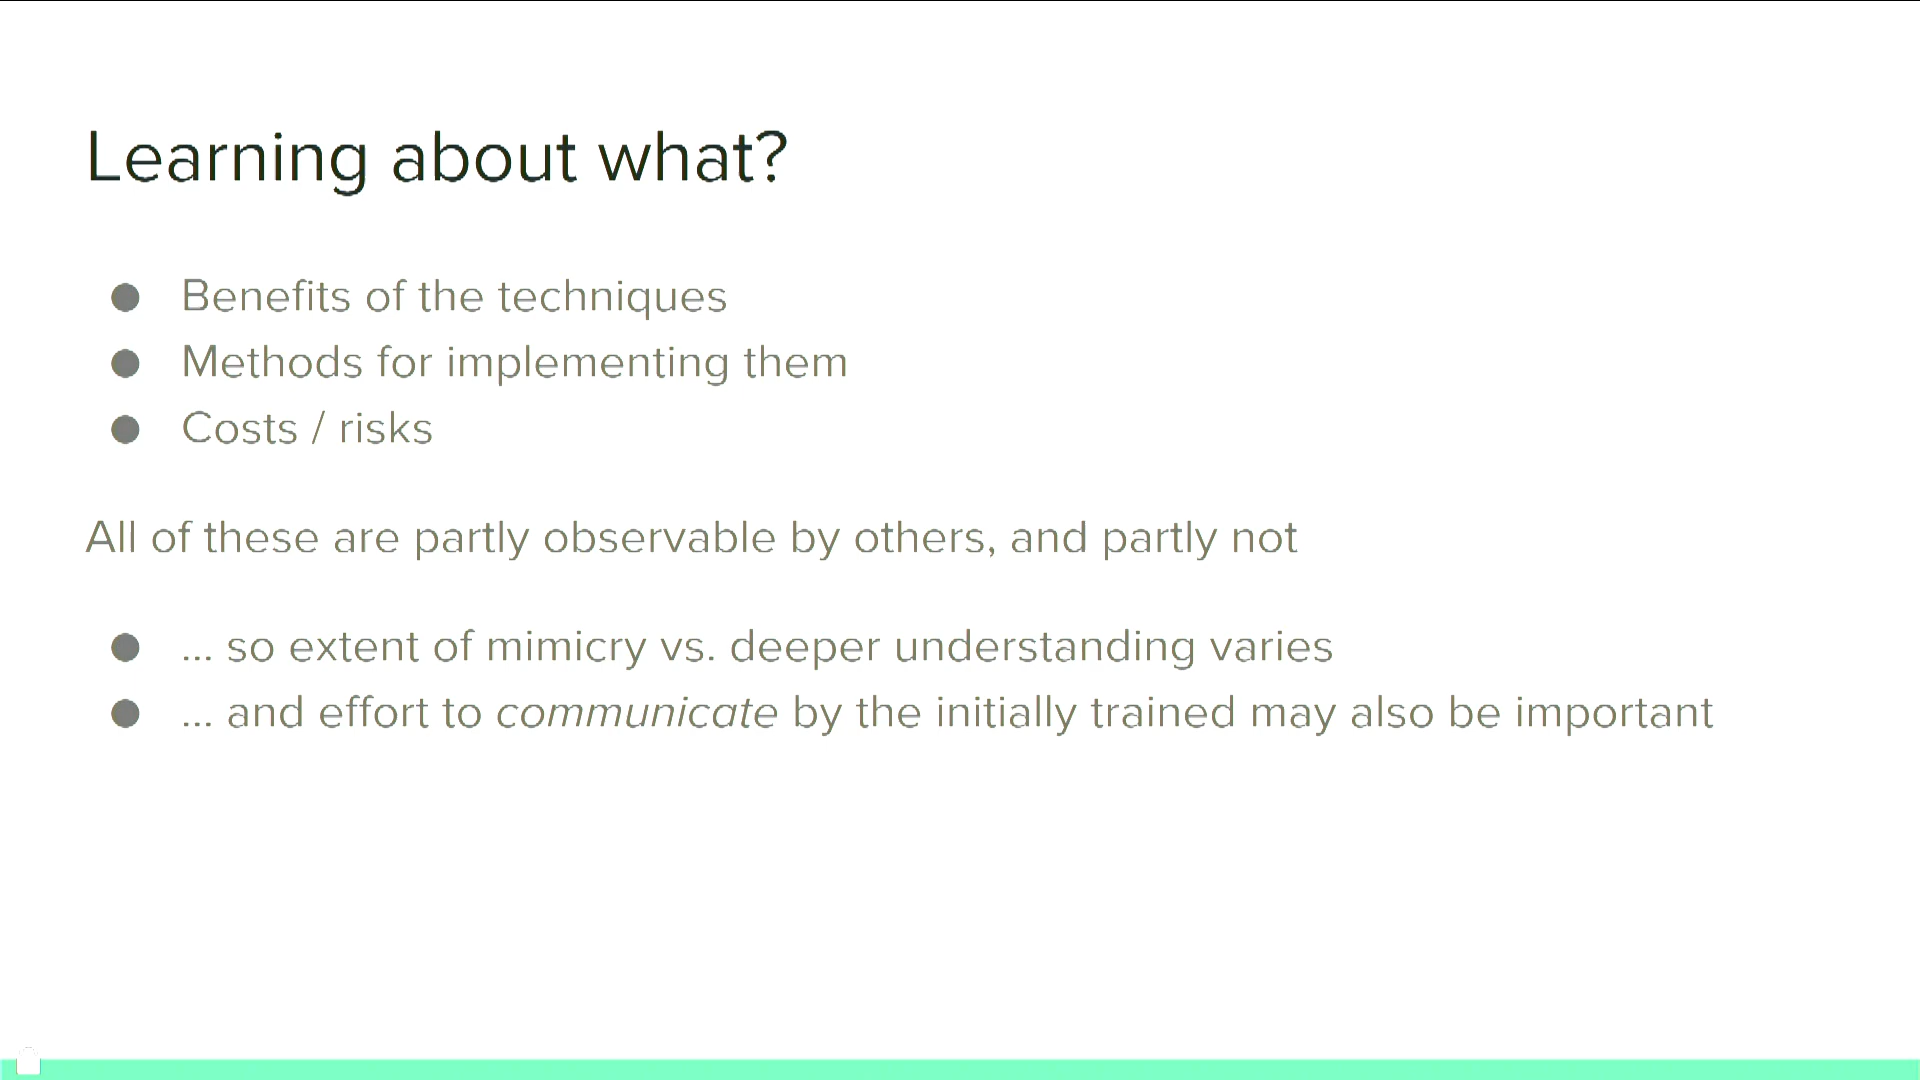 Learning about what?
● Benefits of the techniques
● Methods for implementing them
● Costs / risks
All of these are partly observable by others, and partly not
● ... so extent of mimicry vs. deeper understanding varies
● ... and effort to communicate by the initially trained may also be important